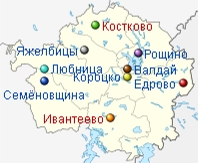 Костково
Яжелбицы
Рощино
Любница
Валдай
Короцко
Едрово
Семёновщина
Ивантеево